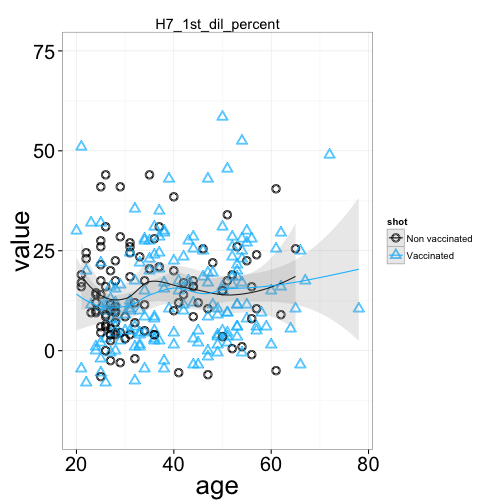 H7_1st_dil_percent
75
50
25
0
value
20
40
60
80
age
shot
Non vaccinated
Vaccinated